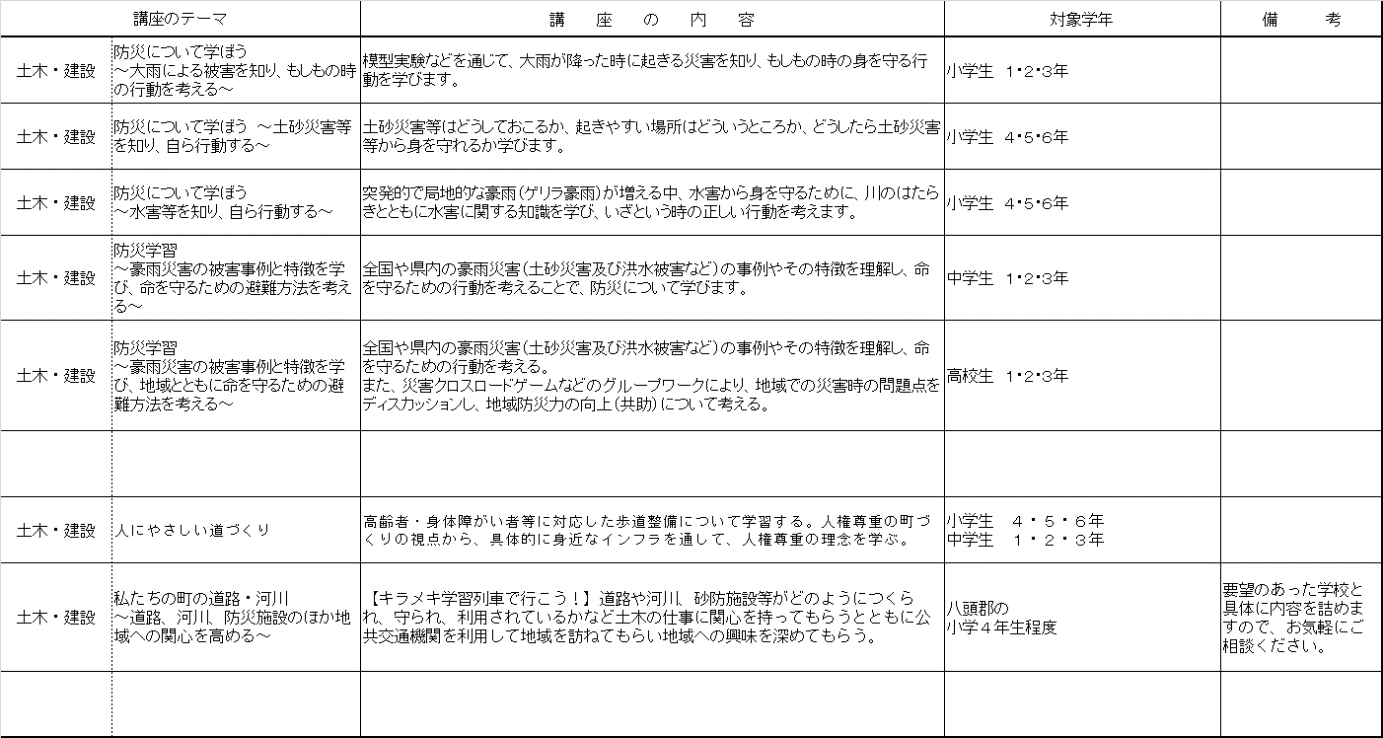 講座のテーマ　講　座　の　内　容　対象学年　備　考
土木・建設
防災について学ぼう
～大雨による被害を知り、もしもの時
の行動を考える～
模型実験などを通じて、大雨が降った時に起きる災害を知り、もしもの時の身を守る行
動を学びます。
小学生　1・2・3年
土木・建設
防災について学ぼう　～土砂災害等
を知り、自ら行動する～
土砂災害等はどうしておこるか、起きやすい場所はどういうところか、どうしたら土砂災害
等から身を守れるか学びます。
小学生　4・5・6年
土木・建設
防災について学ぼう
～水害等を知り、自ら行動する～
突発的で局地的な豪雨（ゲリラ豪雨）が増える中、水害から身を守るために、川のはたら
きとともに水害に関する知識を学び、いざという時の正しい行動を考えます。
小学生　4・5・6年
土木・建設
防災学習
～豪雨災害の被害事例と特徴を学
び、命を守るための避難方法を考え
る～
全国や県内の豪雨災害（土砂災害及び洪水被害など）の事例やその特徴を理解し、命
を守るための行動を考えることで、防災について学びます。
中学生　1・2・3年
土木・建設
防災学習
～豪雨災害の被害事例と特徴を学
び、地域とともに命を守るための避
難方法を考える～
全国や県内の豪雨災害（土砂災害及び洪水被害など）の事例やその特徴を理解し、命
を守るための行動を考える。
また、災害クロスロードゲームなどのグループワークにより、地域での災害時の問題点を
ディスカッションし、地域防災力の向上（共助）について考える。
高校生　1・2・3年
土木・建設
人にやさしい道づくり
高齢者・身体障がい者等に対応した歩道整備について学習する。人権尊重の町づ
くりの視点から、具体的に身近なインフラを通して、人権尊重の理念を学ぶ。
小学生　４・５・６年
中学生　１・２・３年
土木・建設
私たちの町の道路・河川
～道路、河川、防災施設のほか地
域への関心を高める～
【キラメキ学習列車で行こう！】道路や河川、砂防施設等がどのようにつくら
れ、守られ、利用されているかなど土木の仕事に関心を持ってもらうとともに公
共交通機関を利用して地域を訪ねてもらい地域への興味を深めてもらう。
八頭郡の
小学４年生程度
要望のあった学校と
具体に内容を詰めま
すので、お気軽にご
相談ください。